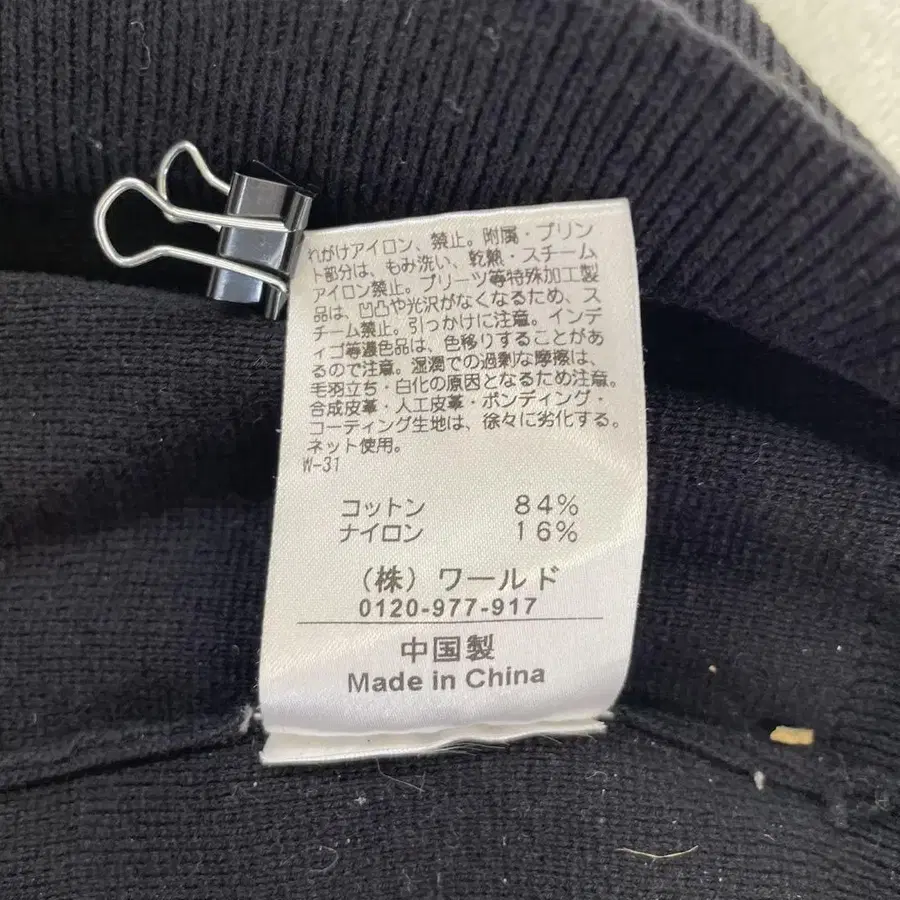 れがけアイロン、禁止。附属・プリン
ト部分は、もみ洗い、乾熱・スチーム
アイロン禁止。プリーツ等特殊加工製
品は、凹凸や光沢がなくなるため、ス
チーム禁止。引っかけに注意。インデ
ィゴ等濃色品は、色移りすることがあ
るので注意。湿潤での過剰な摩擦は、
毛羽立ち・白化の原因となるため注意。
合成皮革・人工皮革・ボンディング・
コーティング生地は、徐々に劣化する。
ネット使用。
W-31
コットン 84%
ナイロン 16%
（株）ワールド
0120-977-917
中国製
Made in China